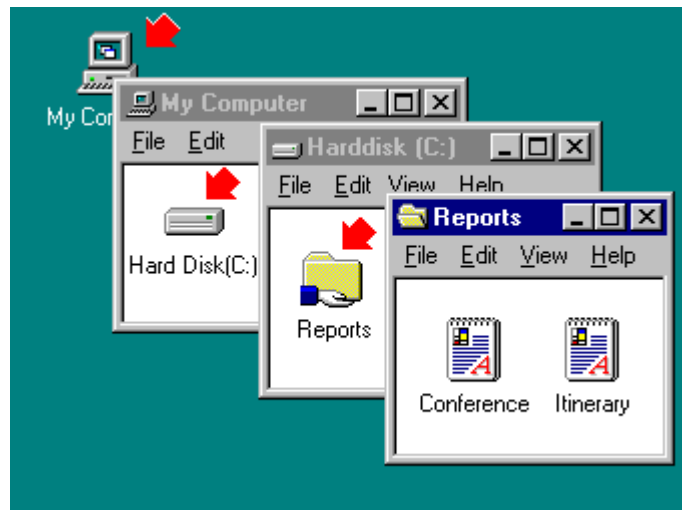 My Com
My Computer
File Edit
Hard Disk(C:)
Harddisk (C:)
File Edit View Help
Reports
Reports
File Edit View Help
Conference Itinerary